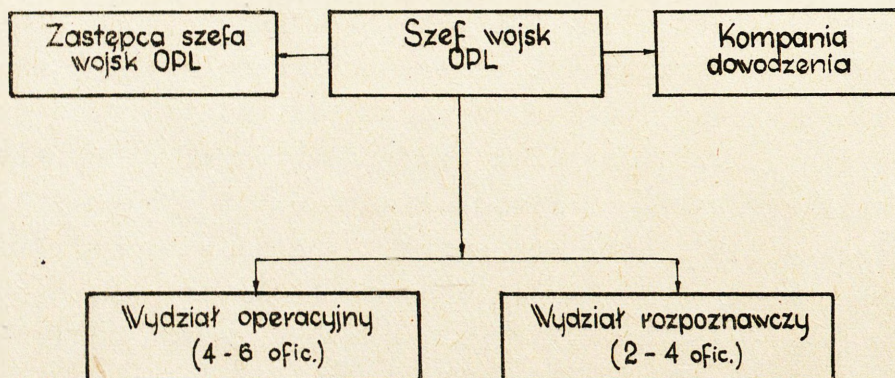 Zastępca szefa
wojsk OPL
Szef wojsk
OPL
Kompania
dowodzenia
Wydział operacyjny
(4 - 6 ofic.)
Wydział rozpoznawczy
(2 - 4 ofic.)